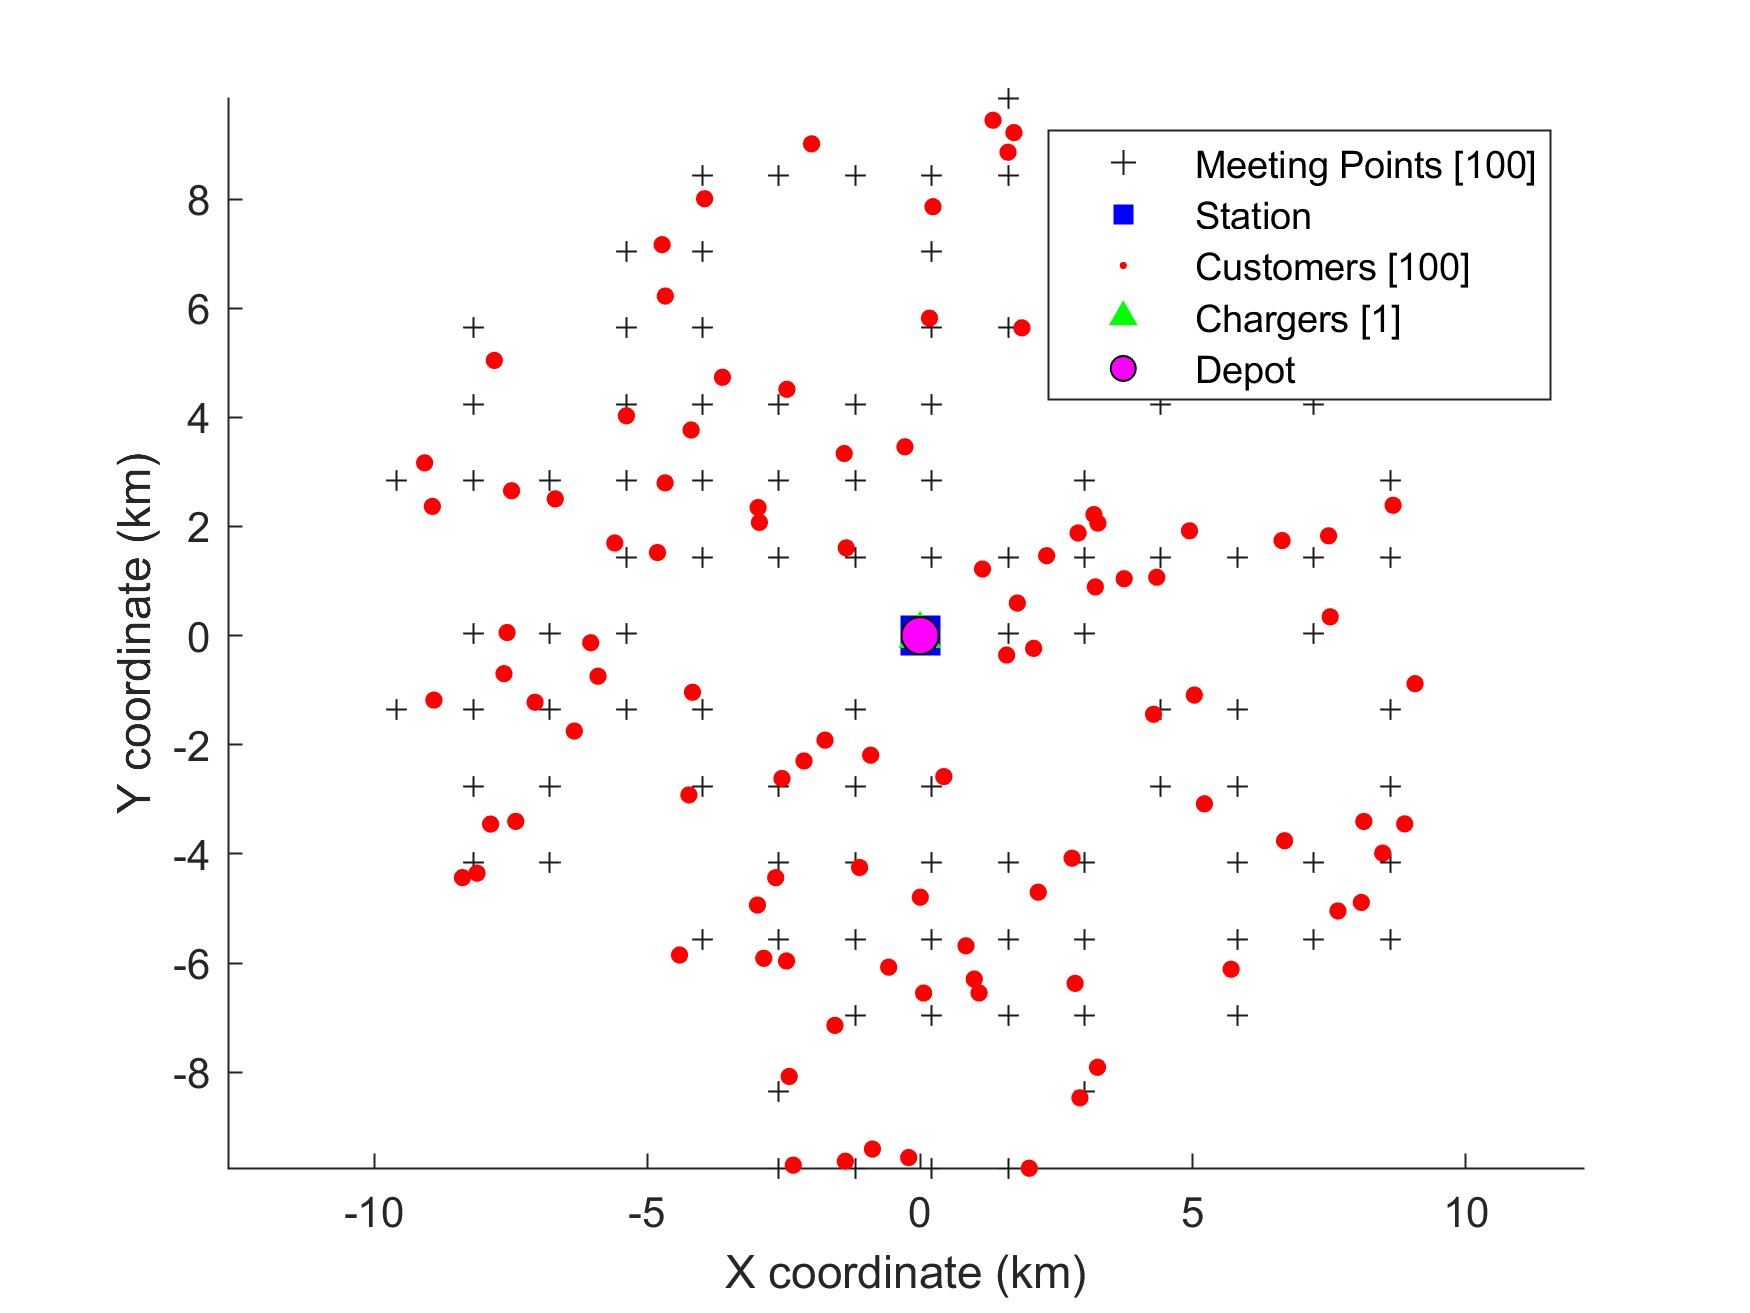 8
6
4
2
0
-2
-4
-6
-8
Y coordinate (km)
-10
-5
0
5
10
X coordinate (km)
Meeting Points [100]
Station
Customers [100]
Chargers [1]
Depot